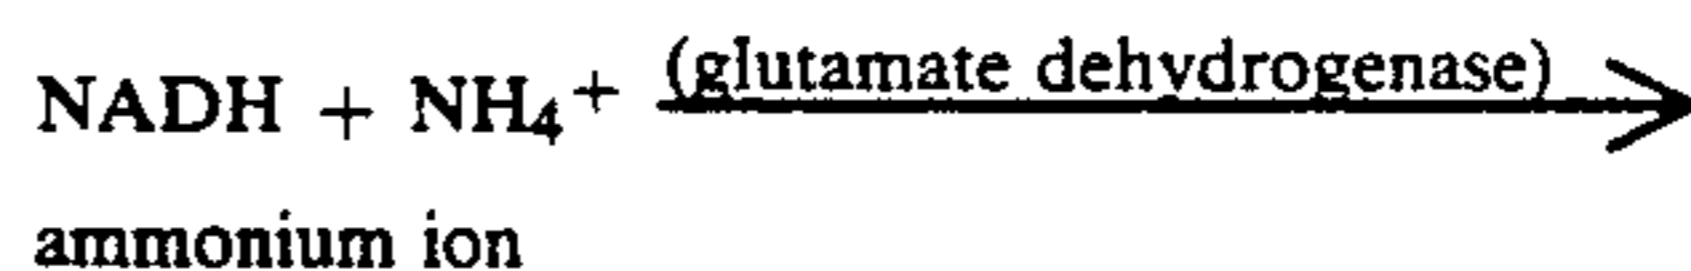 NADH + NH₄⁺ (glutamate dehydrogenase) →
ammonium ion